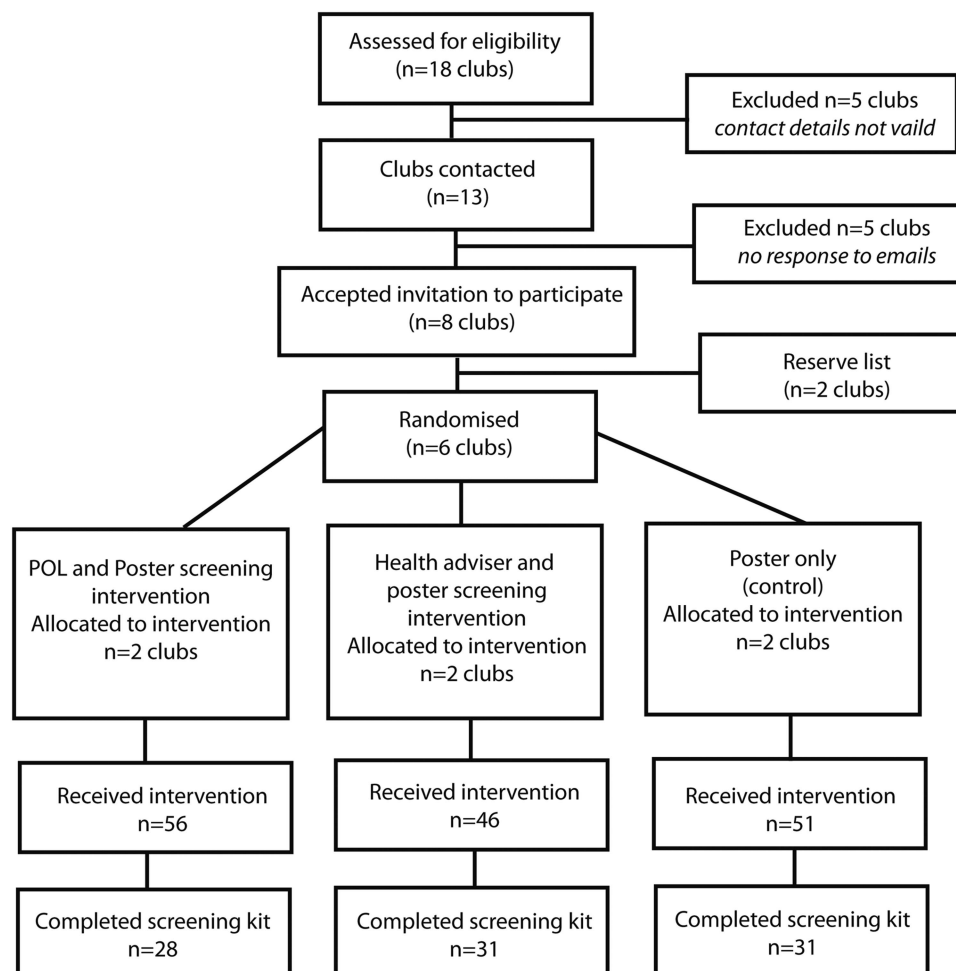 Assessed for eligibility
(n=18 clubs)
Excluded n=5 clubs
contact details not vaild
Clubs contacted
(n=13)
Excluded n=5 clubs
no response to emails
Accepted invitation to participate
(n=8 clubs)
Reserve list
(n=2 clubs)
Randomised
(n=6 clubs)
POL and Poster screening
intervention
Allocated to intervention
n=2 clubs
Health adviser and
poster screening
intervention
Allocated to intervention
n=2 clubs
Poster only
(control)
Allocated to intervention
n=2 clubs
Received intervention
n=56
Received intervention
n=46
Received intervention
n=51
Completed screening kit
n=28
Completed screening kit
n=31
Completed screening kit
n=31